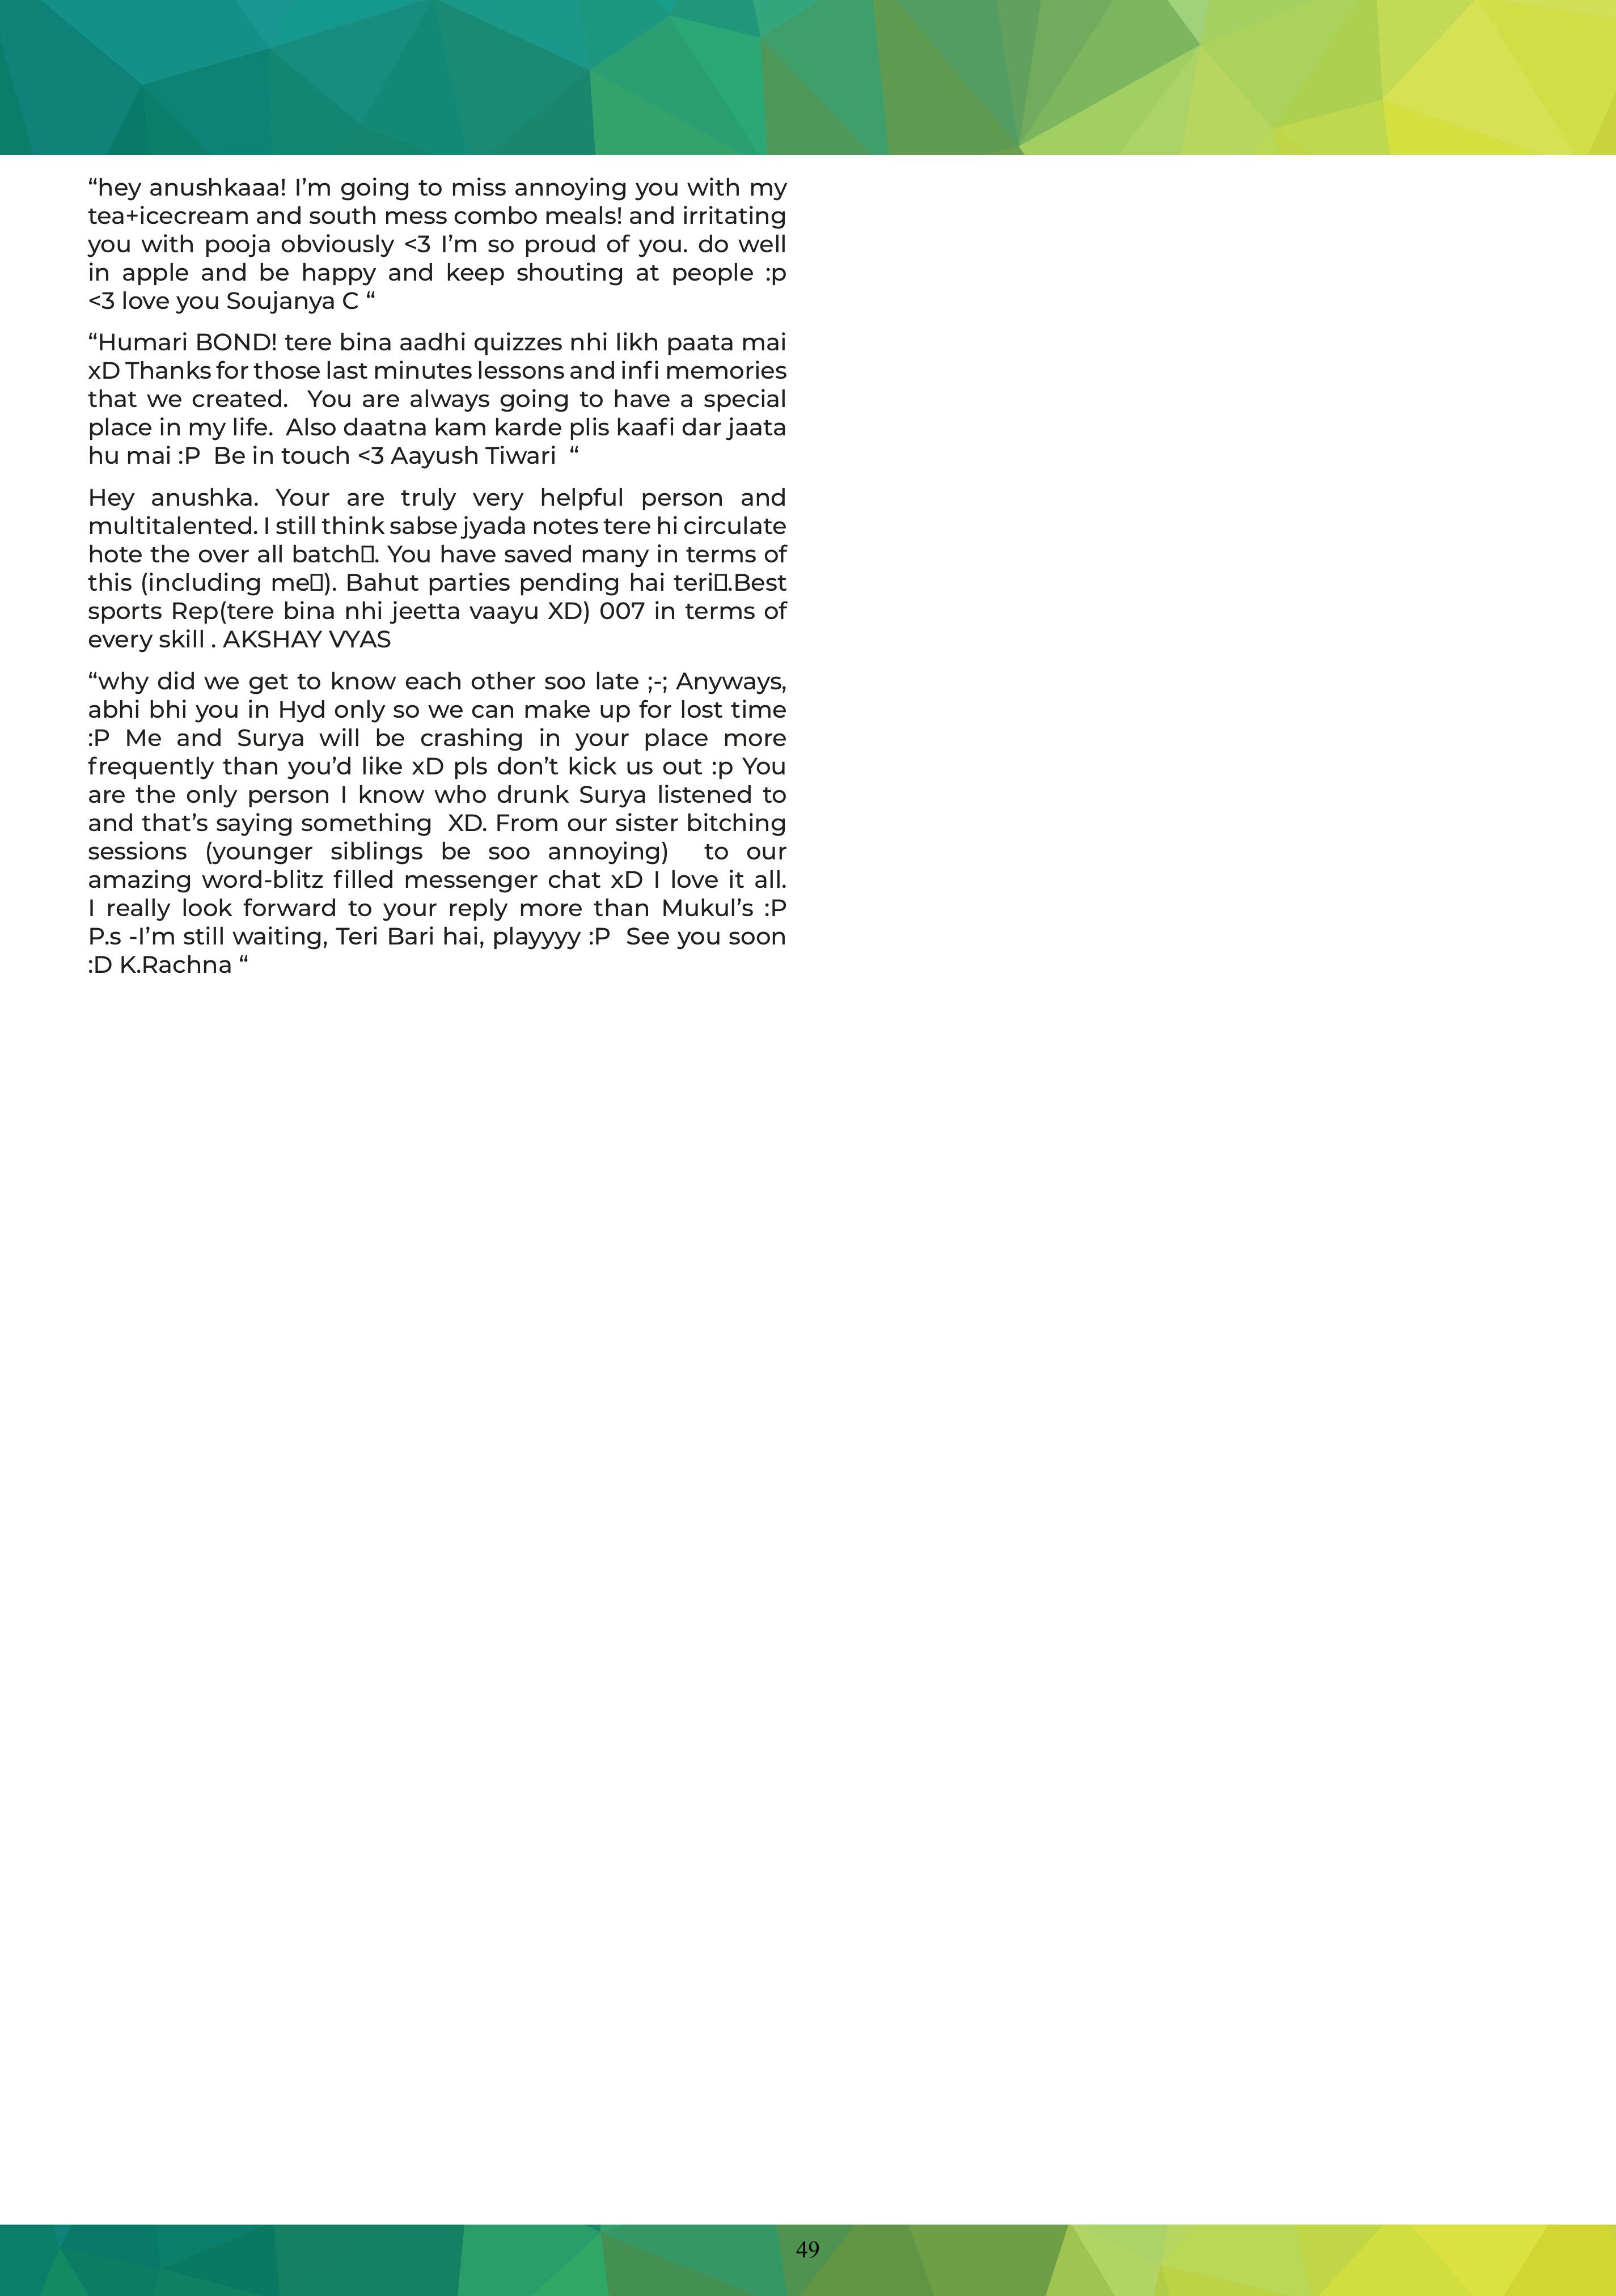 “hey anushkaaa! I’m going to miss annoying you with my
tea+icecream and south mess combo meals! and irritating
you with pooja obviously <3 I’m so proud of you. do well
in apple and be happy and keep shouting at people :p
<3 love you Soujanya C “
“Humari BOND! tere bina aadhi quizzes nhi likh paata mai
xD Thanks for those last minutes lessons and infi memories
that we created.  You are always going to have a special
place in my life.  Also daatna kam karde plis kaafi dar jaata
hu mai :P  Be in touch <3 Aayush Tiwari  “
Hey anushka. Your are truly very helpful person and
multitalented. I still think sabse jyada notes tere hi circulate
hote the over all batch▯. You have saved many in terms of
this (including me▯). Bahut parties pending hai teri▯.Best
sports Rep(tere bina nhi jeetta vaayu XD) 007 in terms of
every skill . AKSHAY VYAS
“why did we get to know each other soo late ;-; Anyways,
abhi bhi you in Hyd only so we can make up for lost time
:P Me and Surya will be crashing in your place more
frequently than you’d like xD pls don’t kick us out :p You
are the only person I know who drunk Surya listened to
and that’s saying something  XD. From our sister bitching
sessions (younger siblings be soo annoying)  to our
amazing word-blitz filled messenger chat xD I love it all.
I really look forward to your reply more than Mukul’s :P
P.s -I’m still waiting, Teri Bari hai, playyyy :P  See you soon
:D K.Rachna “
49